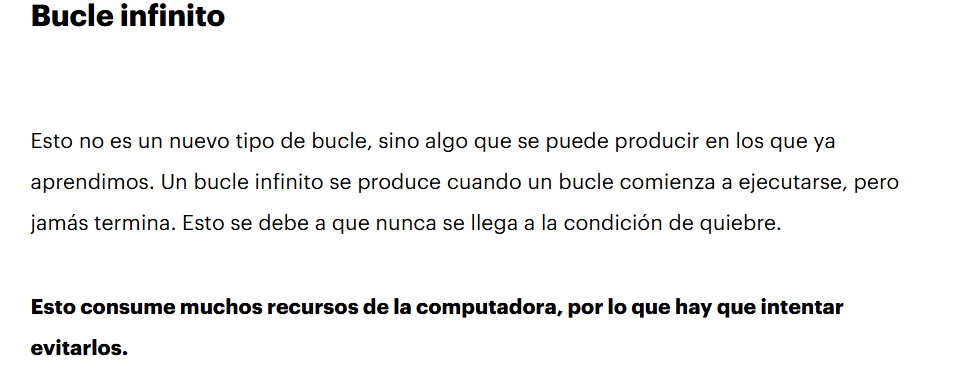 Bucle infinito
Esto no es un nuevo tipo de bucle, sino algo que se puede producir en los que ya
aprendimos. Un bucle infinito se produce cuando un bucle comienza a ejecutarse, pero
jamás termina. Esto se debe a que nunca se llega a la condición de quiebre.
Esto consume muchos recursos de la computadora, por lo que hay que intentar
evitarlos.